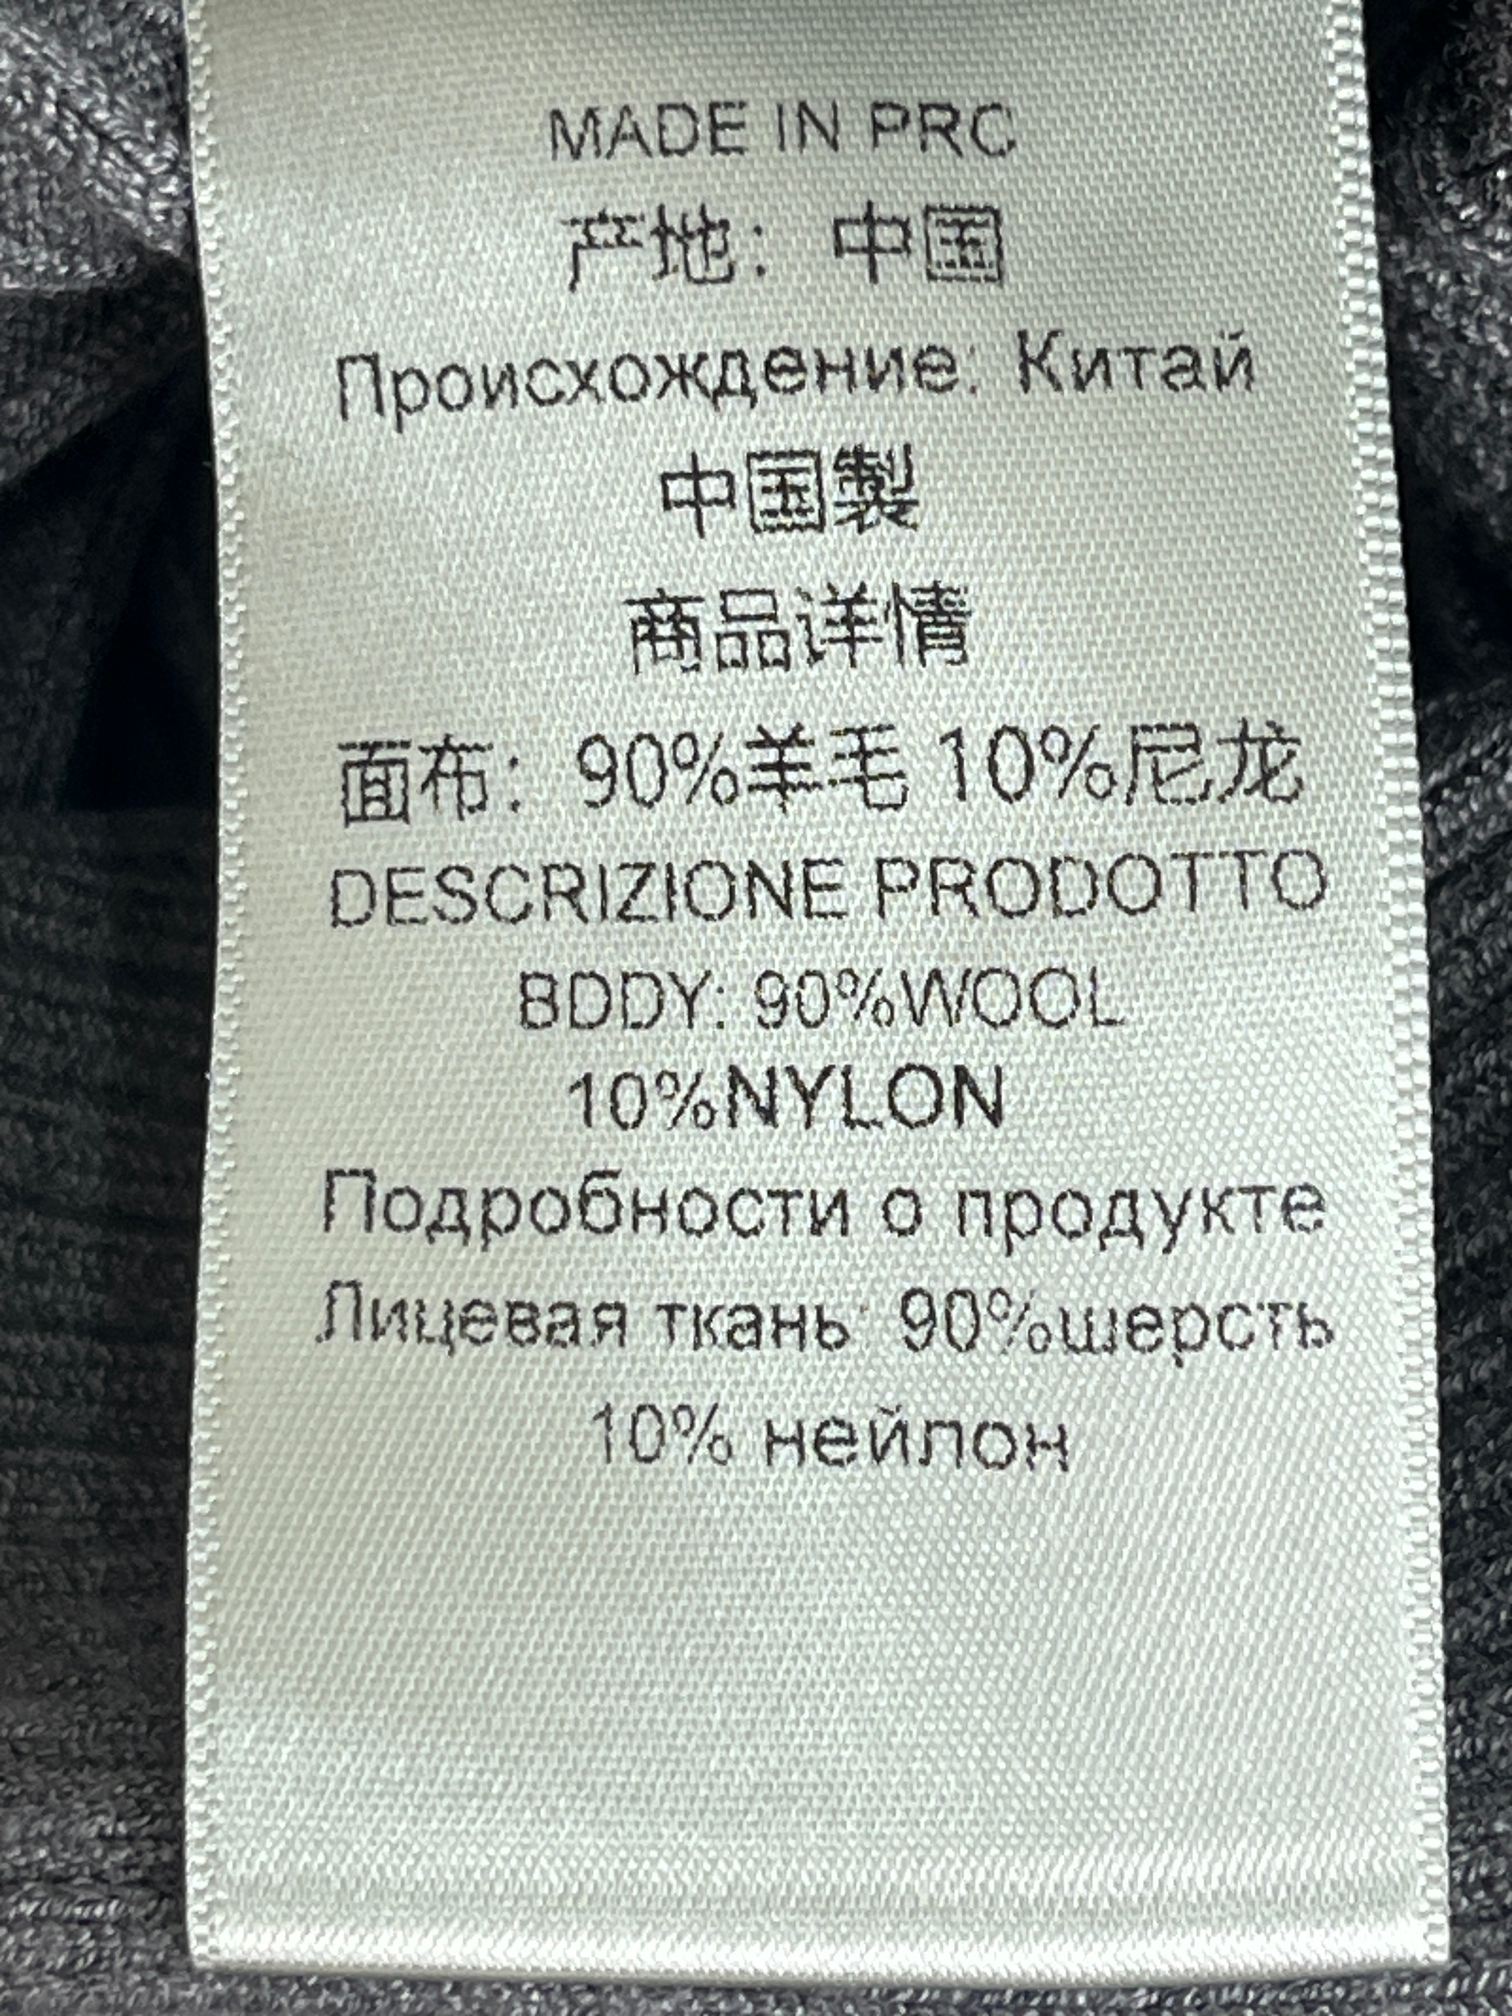 MADE IN PRC
产地：中国
Происхождение: Китай
中国製
商品详情
面布：90%羊毛 10%尼龙
DESCRIZIONE PRODOTTO
BDDY: 90%WOOL
10%NYLON
Подробности о продукте
Лицевая ткань: 90%шерсть
10% нейлон